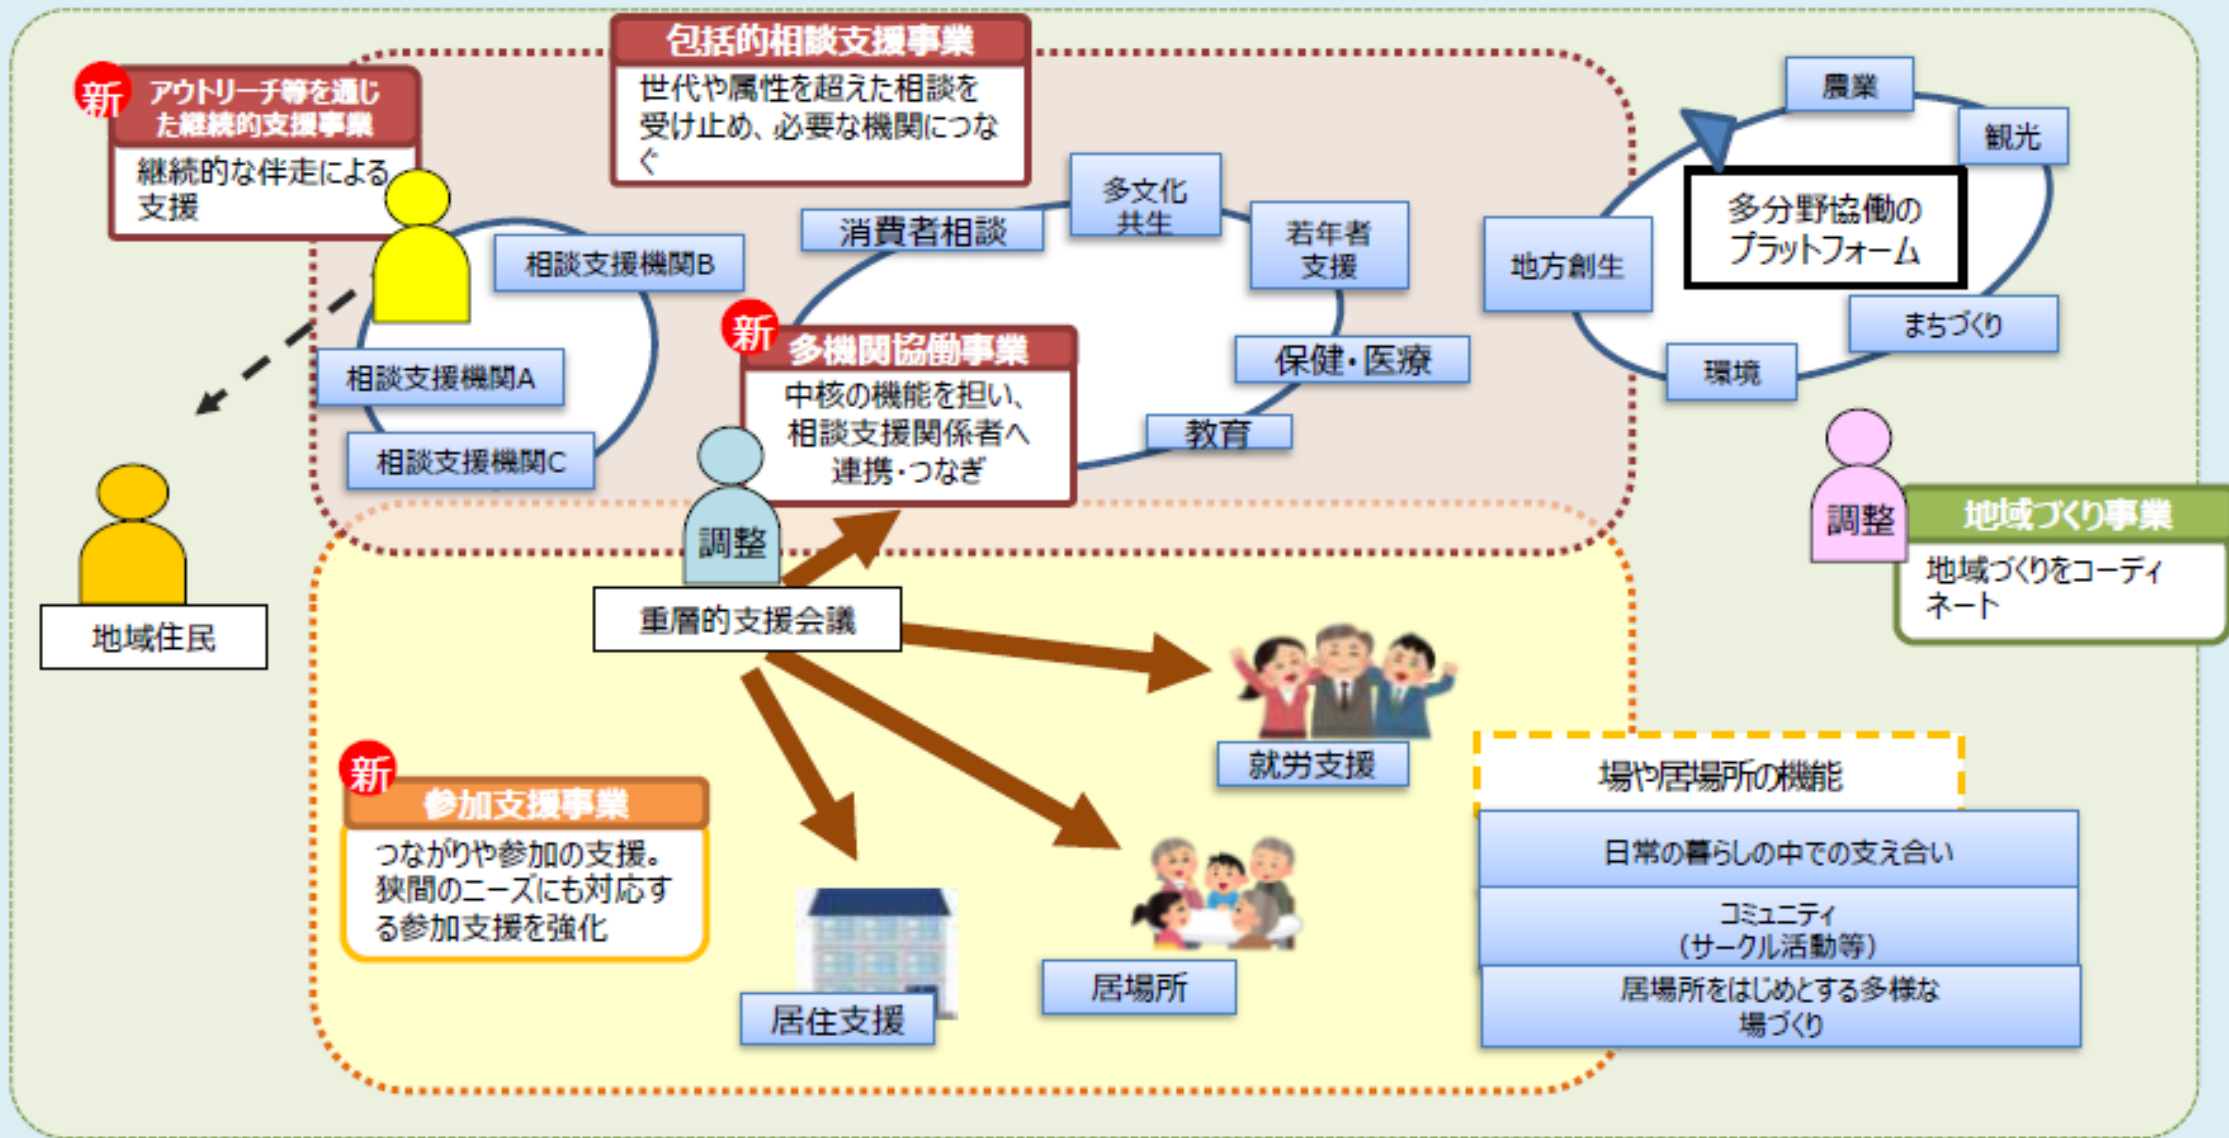 包括的相談支援事業
世代や属性を超えた相談を
受け止め、必要な機関につな
ぐ
新
アウトリーチ等を通じ
た継続的支援事業
継続的な伴走による
支援
相談支援機関B
相談支援機関A
相談支援機関C
消費者相談
多文化
共生
若年者
支援
保健・医療
教育
新
多機関協働事業
中核の機能を担い、
相談支援関係者へ
連携・つなぎ
調整
重層的支援会議
農業
観光
多分野協働の
プラットフォーム
地方創生
まちづくり
環境
調整
地域づくり事業
地域づくりをコーディ
ネート
地域住民
新
参加支援事業
つながりや参加の支援。
狭間のニーズにも対応す
る参加支援を強化
就労支援
居場所
居住支援
場や居場所の機能
日常の暮らしの中での支え合い
コミュニティ
(サークル活動等)
居場所をはじめとする多様な
場づくり